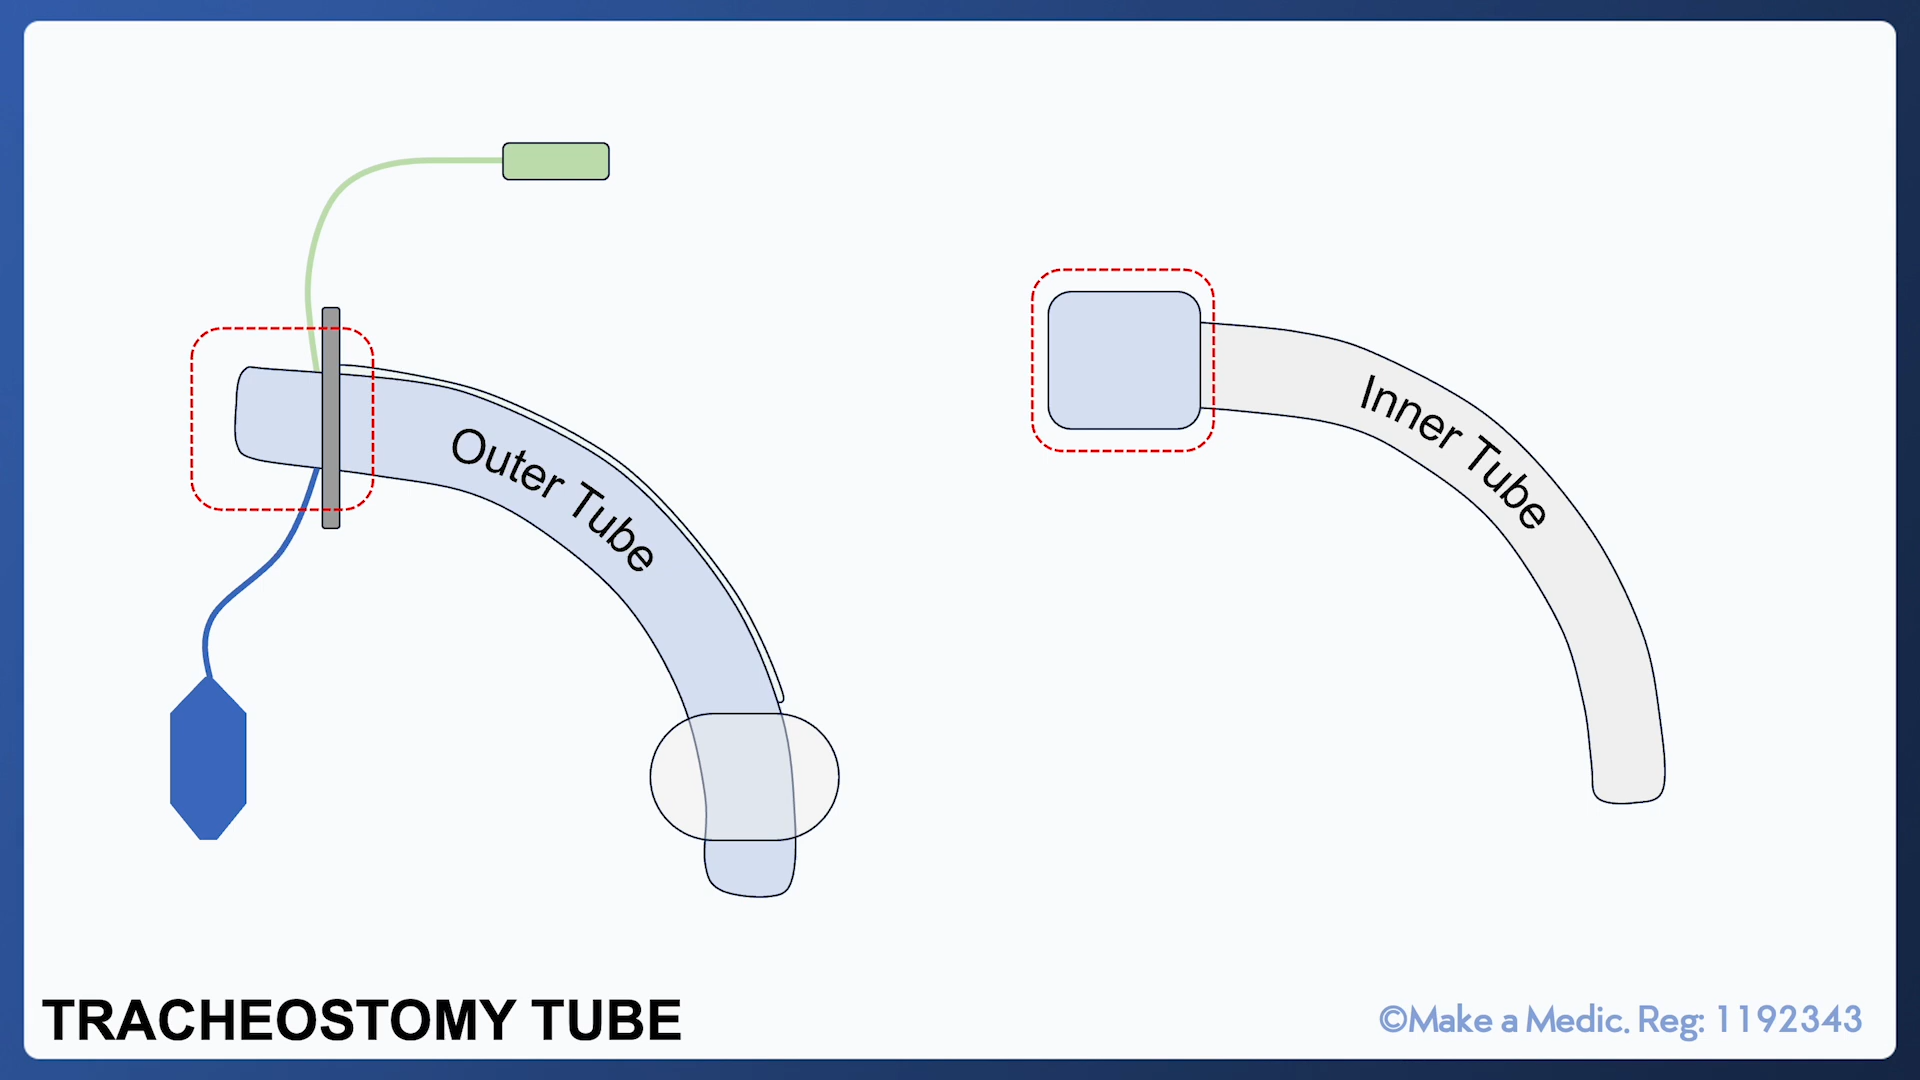 Outer Tube
Inner Tube
TRACHEOSTOMY TUBE
©Make a Medic. Reg: 1192343